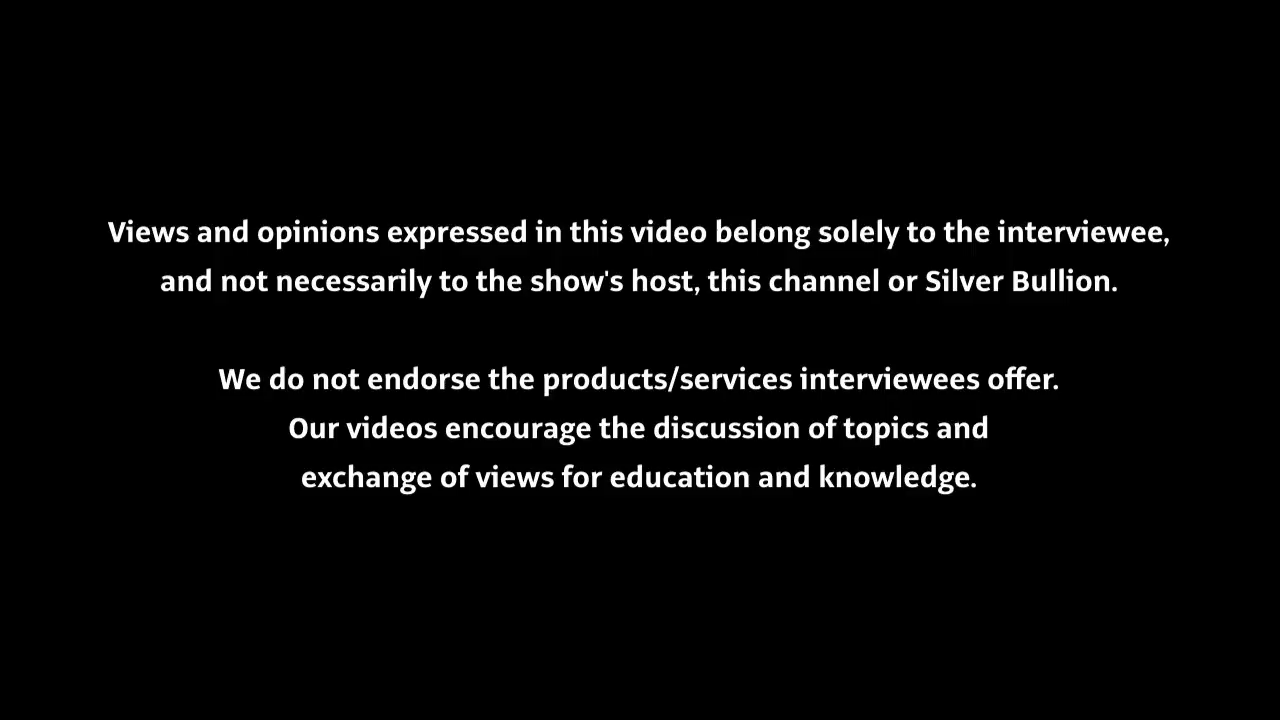 Views and opinions expressed in this video belong solely to the interviewee,
and not necessarily to the show's host, this channel or Silver Bullion.
We do not endorse the products/services interviewees offer.
Our videos encourage the discussion of topics and
exchange of views for education and knowledge.